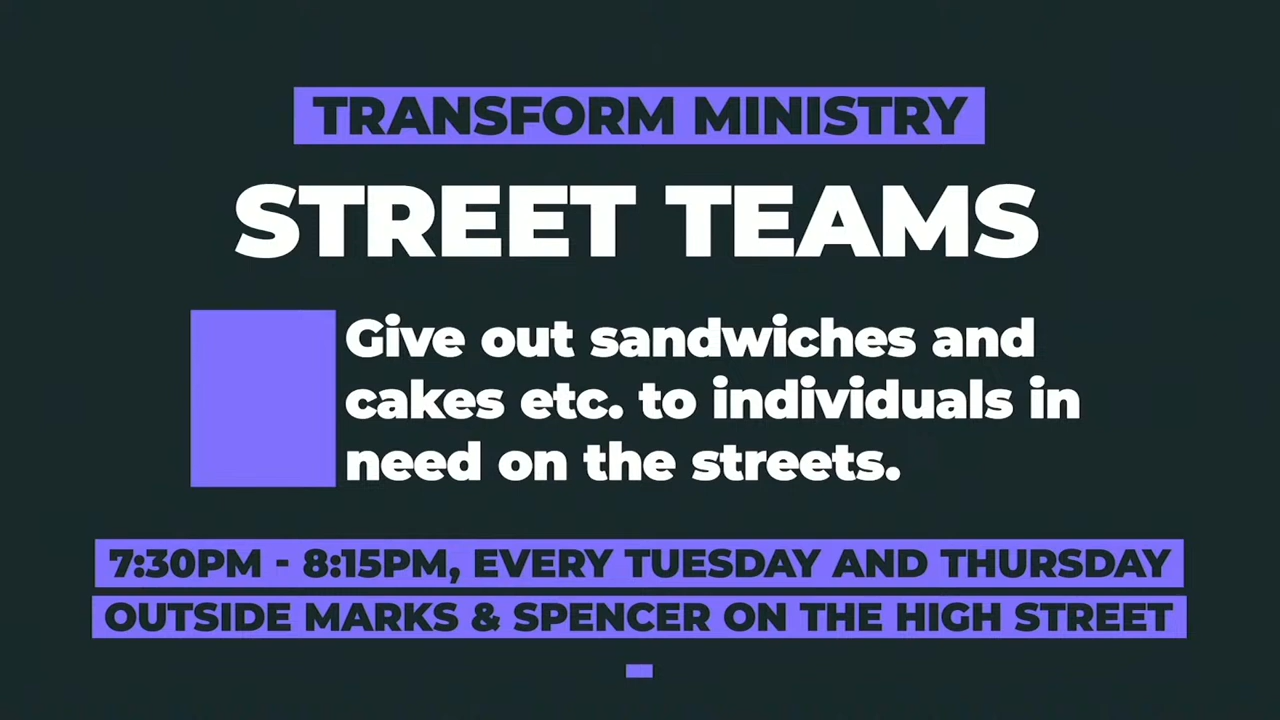 TRANSFORM MINISTRY
STREET TEAMS
Give out sandwiches and
cakes etc. to individuals in
need on the streets.
7:30PM - 8:15PM, EVERY TUESDAY AND THURSDAY
OUTSIDE MARKS & SPENCER ON THE HIGH STREET